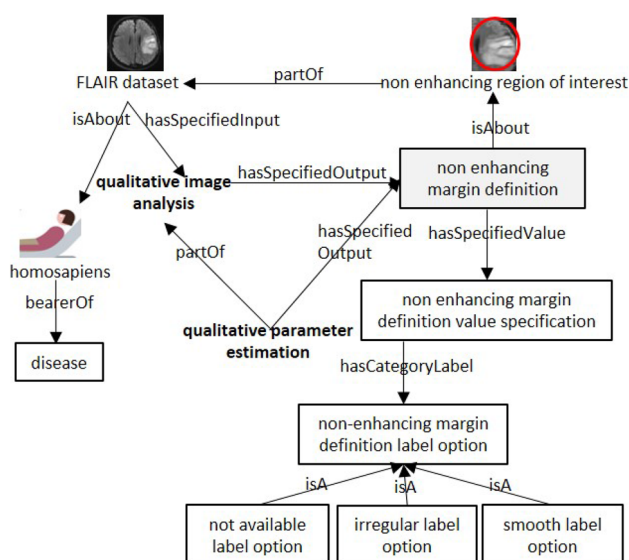 partOf
FLAIR dataset
non enhancing region of interest
isAbout
hasSpecifiedInput
isAbout
qualitative image
analysis
hasSpecifiedOutput
non enhancing
margin definition
partOf
hasSpecified
Output
hasSpecifiedValue
homosapiens
bearerOf
non enhancing margin
definition value specification
qualitative parameter
estimation
disease
hasCategoryLabel
non-enhancing margin
definition label option
isA
isA
isA
not available
label option
irregular label
option
smooth label
option